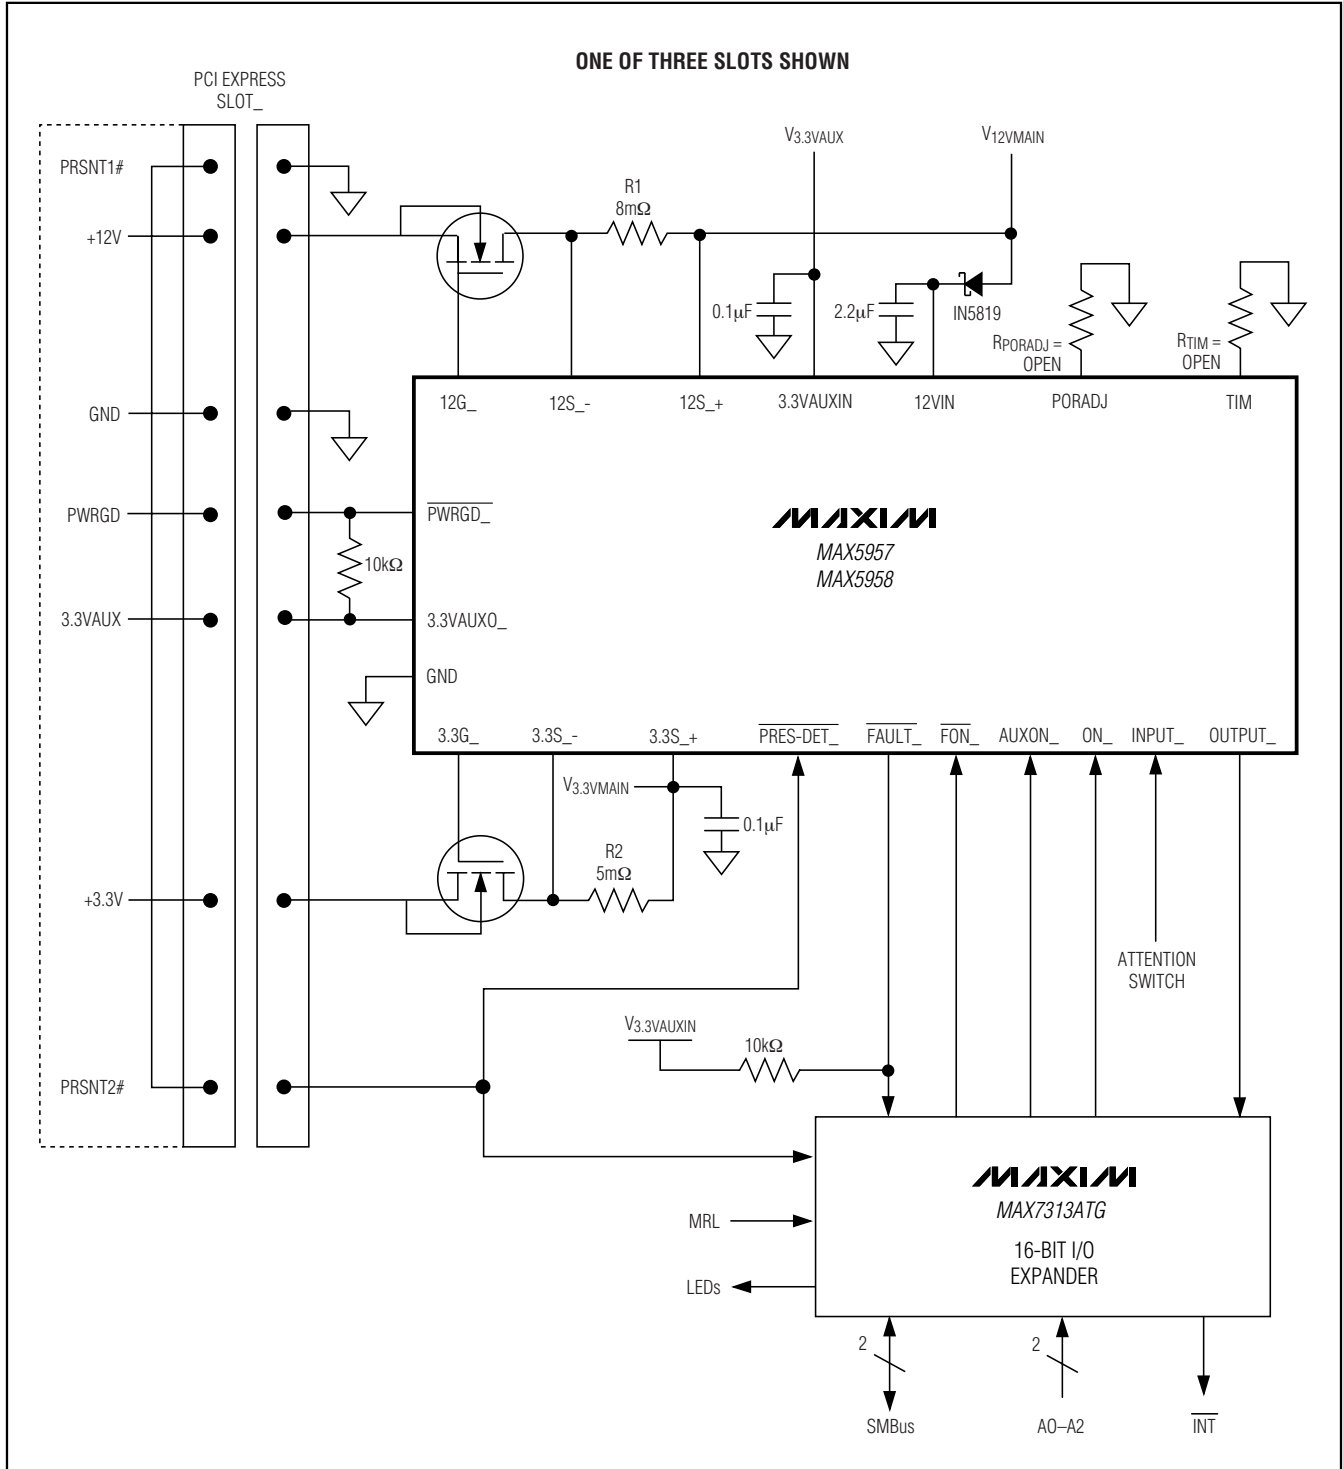 ONE OF THREE SLOTS SHOWN
PCI EXPRESS
SLOT_
PRSNT1#
+12V
GND
PWRGD
3.3VAUX
+3.3V
PRSNT2#
R1
8mΩ
V3.3VAUX
V12VMAIN
0.1μF
2.2μF
IN5819
RPORADJ =
OPEN
RTIM =
OPEN
12G_
12S_-
12S_+
3.3VAUXIN
12VIN
PORADJ
TIM
PWRGD_
10kΩ
3.3VAUXO_
GND
MAXIM
MAX5957
MAX5958
3.3G_
3.3S_-
3.3S_+
PRES-DET_
FAULT_
FON_
AUXON_
ON_
INPUT_
OUTPUT_
V3.3VMAIN
0.1μF
R2
5mΩ
ATTENTION
SWITCH
V3.3VAUXIN
10kΩ
MAXIM
MAX7313ATG
16-BIT I/O
EXPANDER
MRL
LEDs
2
2
SMBus
AO–A2
INT